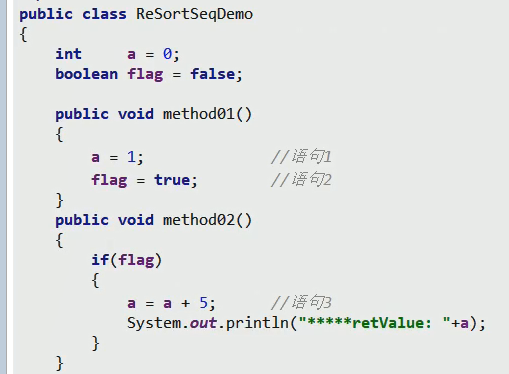 public class ReSortSeqDemo
{
    int     a = 0;
    boolean flag = false;

    public void method01()
    {
        a = 1;              //语句1
        flag = true;        //语句2
    }
    public void method02()
    {
        if(flag)
        {
            a = a + 5;      //语句3
            System.out.println("*****retValue: "+a);
        }
    }